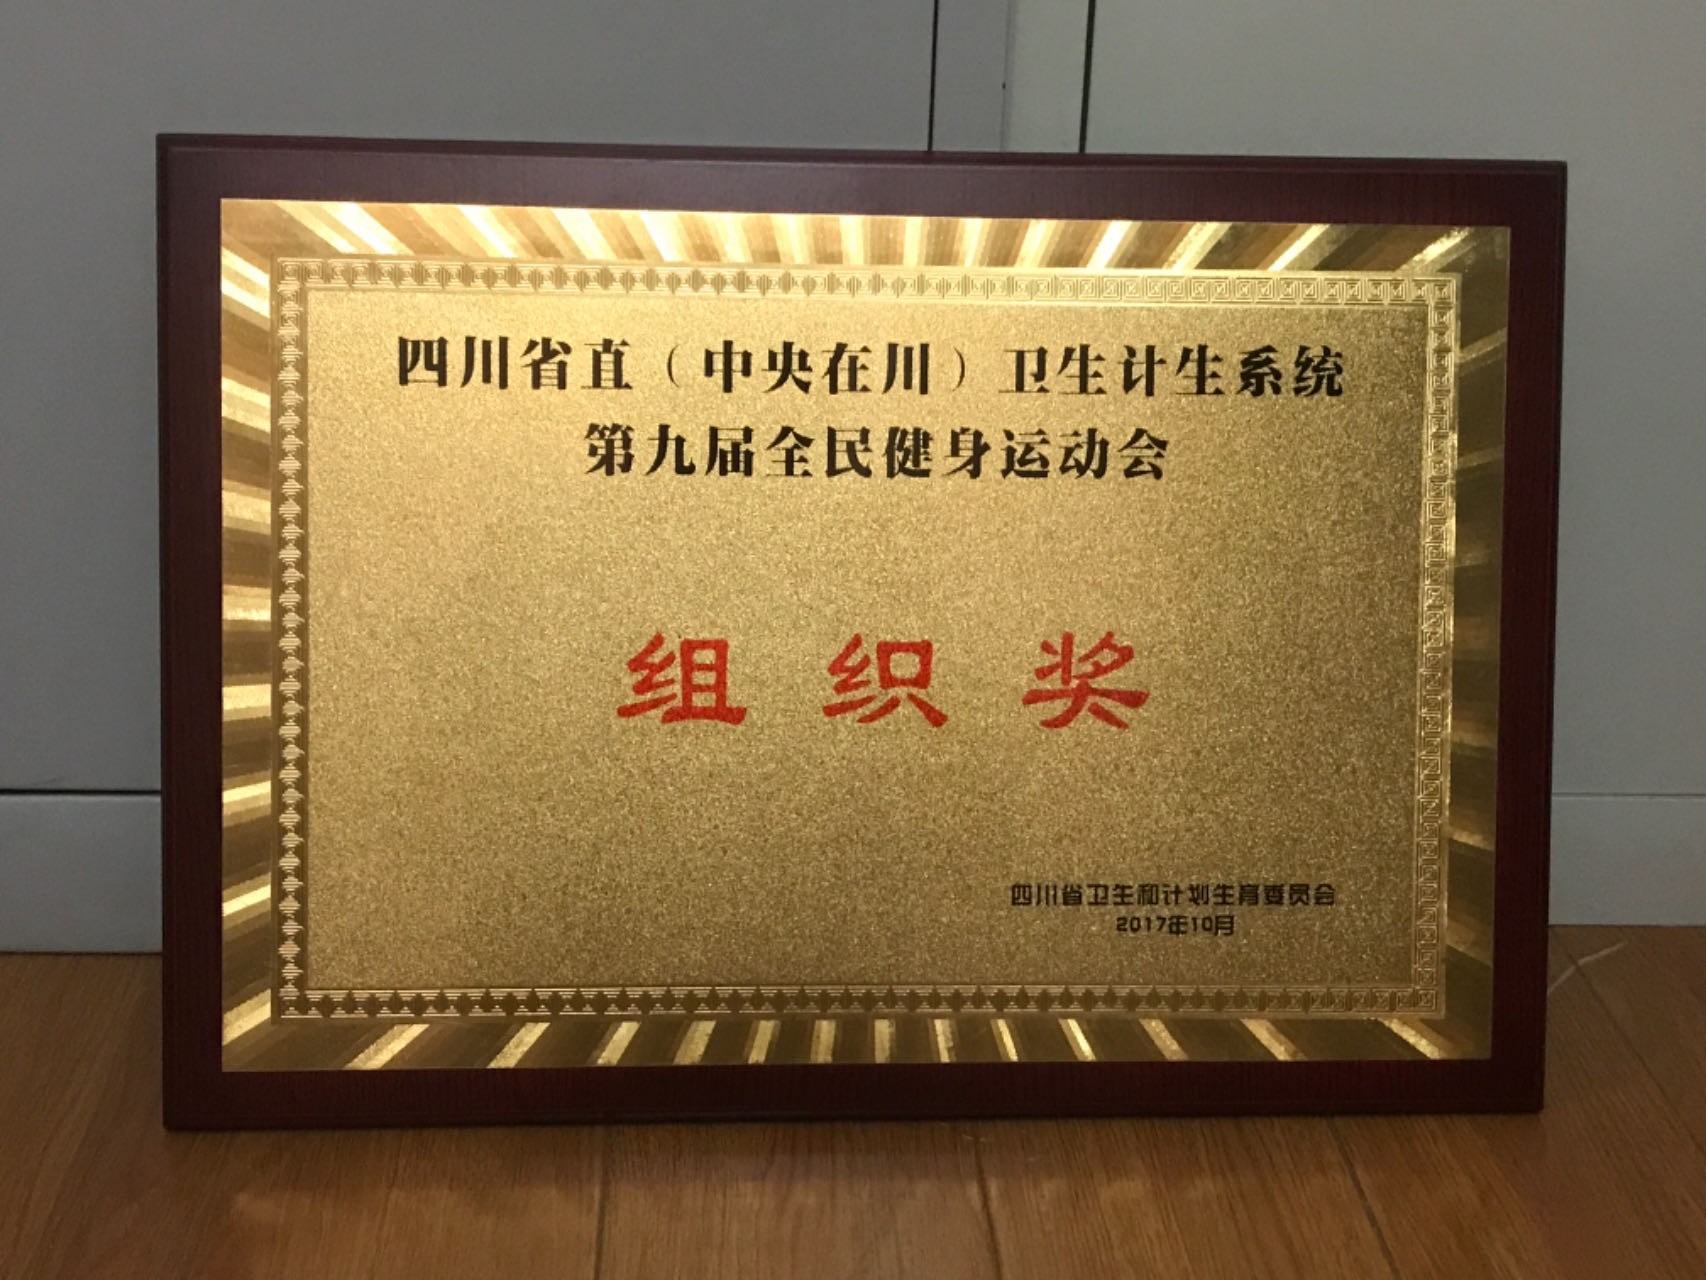 四川省直（中央在川）卫生计生系统
第九届全民健身运动会
组织奖
四川省卫生和计划生育委员会
2017年10月